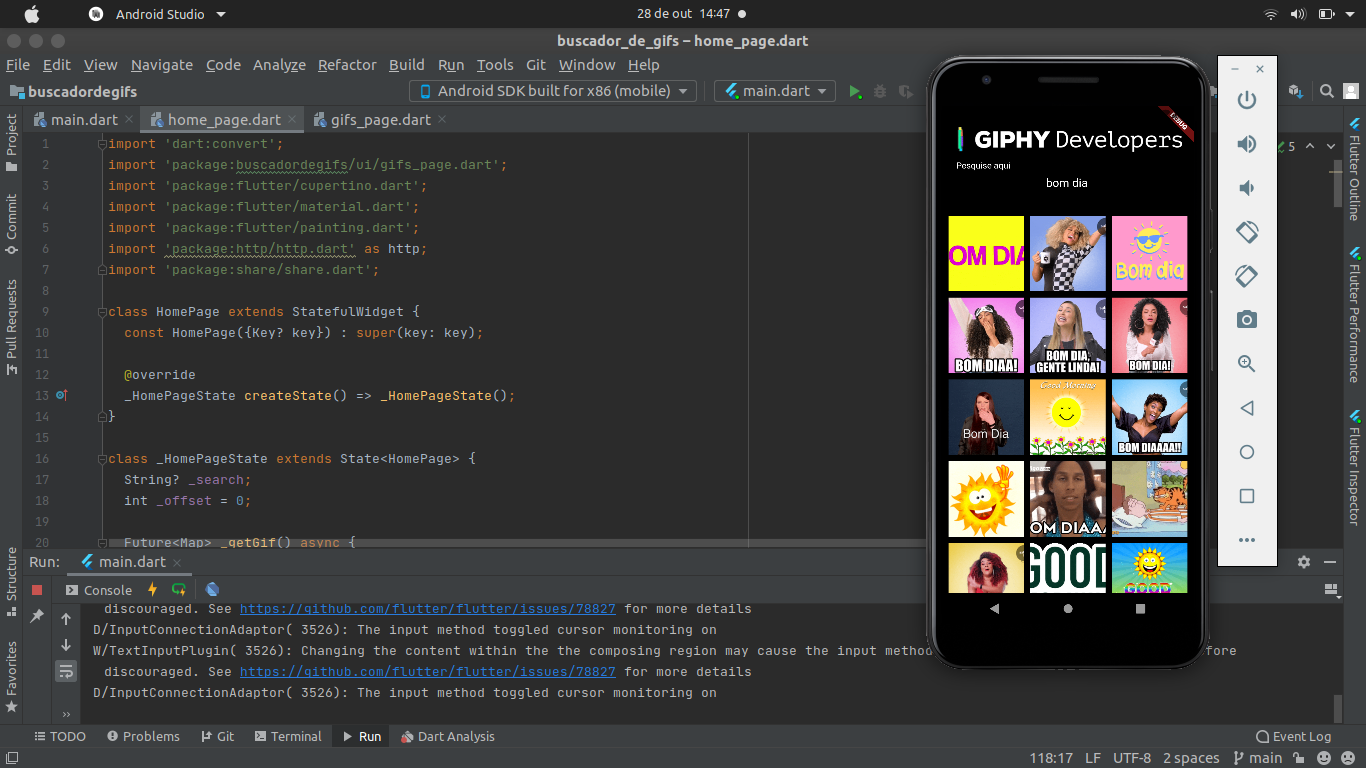 Android Studio
28 de out 14:47
buscador_de_gifs – home_page.dart
File Edit View Navigate Code Analyze Refactor Build Run Tools Git Window Help
buscadordegifs
Android SDK built for x86 (mobile)
main.dart
main.dart
home_page.dart
gifs_page.dart
Project
Commit
Pull Requests
Structure
Favorites
1 import 'dart:convert';
2 import 'package:buscadordegifs/ui/gifs_page.dart';
3 import 'package:flutter/cupertino.dart';
4 import 'package:flutter/material.dart';
5 import 'package:flutter/painting.dart';
6 import 'package:http/http.dart' as http;
7 import 'package:share/share.dart';
8
9 class HomePage extends StatefulWidget {
10 const HomePage({Key? key}) : super(key: key);
11
12 @override
13 _HomePageState createState() => _HomePageState();
14 }
15
16 class _HomePageState extends State<HomePage> {
17 String? _search;
18 int _offset = 0;
19
20 Future<Map> _getGif() async {
5
DEBUG
GIPHY Developers
Pesquise aqui
bom dia
OM DIA
Bom dia
BOM DIAA!
BOM DIA,
GENTE LINDA!
BOM DIA!
Bom Dia
Good Morning
BOM DIAAAA!!
OM DIAAA
GOOD
GOOD
Flutter Outline
Flutter Performance
Flutter Inspector
Run: main.dart
Console
discouraged. See https://github.com/flutter/flutter/issues/78827 for more details
D/InputConnectionAdaptor( 3526): The input method toggled cursor monitoring on
W/TextInputPlugin( 3526): Changing the content within the the composing region may cause the input method
fore
discouraged. See https://github.com/flutter/flutter/issues/78827 for more details
D/InputConnectionAdaptor( 3526): The input method toggled cursor monitoring on
TODO Problems Git Terminal Run Dart Analysis Event Log
118:17 LF UTF-8 2 spaces main